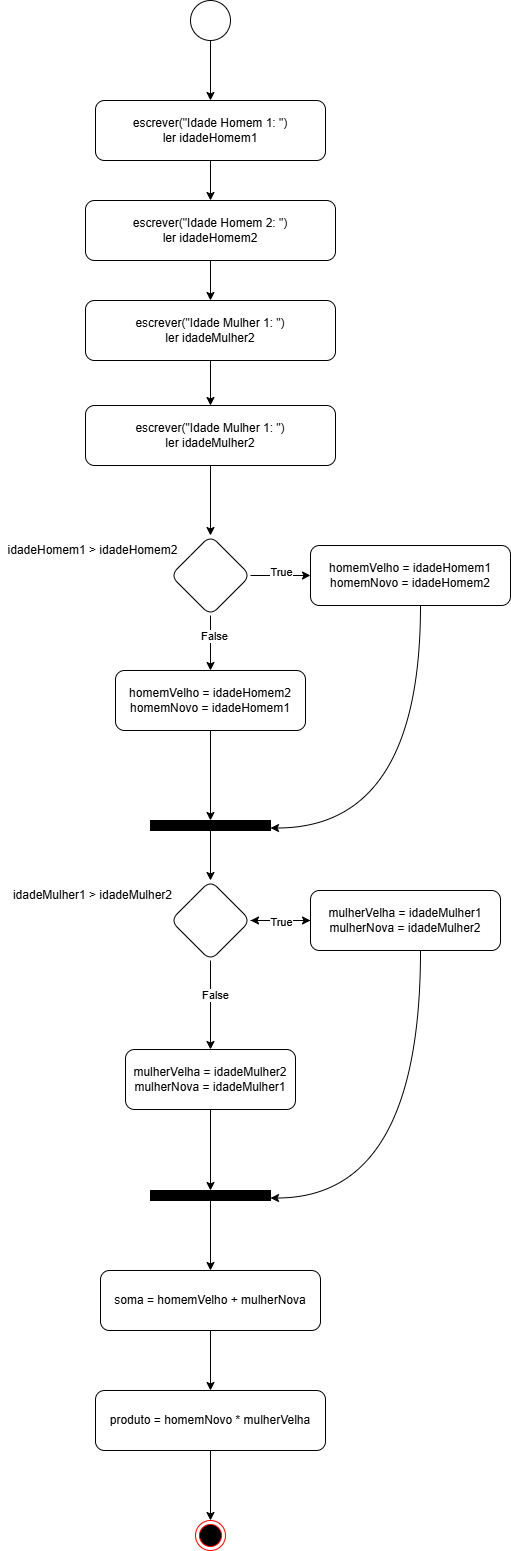 escrever("Idade Homem 1: ")
ler idadeHomem1
escrever("Idade Homem 2: ")
ler idadeHomem2
escrever("Idade Mulher 1: ")
ler idadeMulher2
escrever("Idade Mulher 1: ")
ler idadeMulher2
idadeHomem1 > idadeHomem2
True
homemVelho = idadeHomem1
homemNovo = idadeHomem2
False
homemVelho = idadeHomem2
homemNovo = idadeHomem1
idadeMulher1 > idadeMulher2
True
mulherVelha = idadeMulher1
mulherNova = idadeMulher2
False
mulherVelha = idadeMulher2
mulherNova = idadeMulher1
soma = homemVelho + mulherNova
produto = homemNovo * mulherVelha